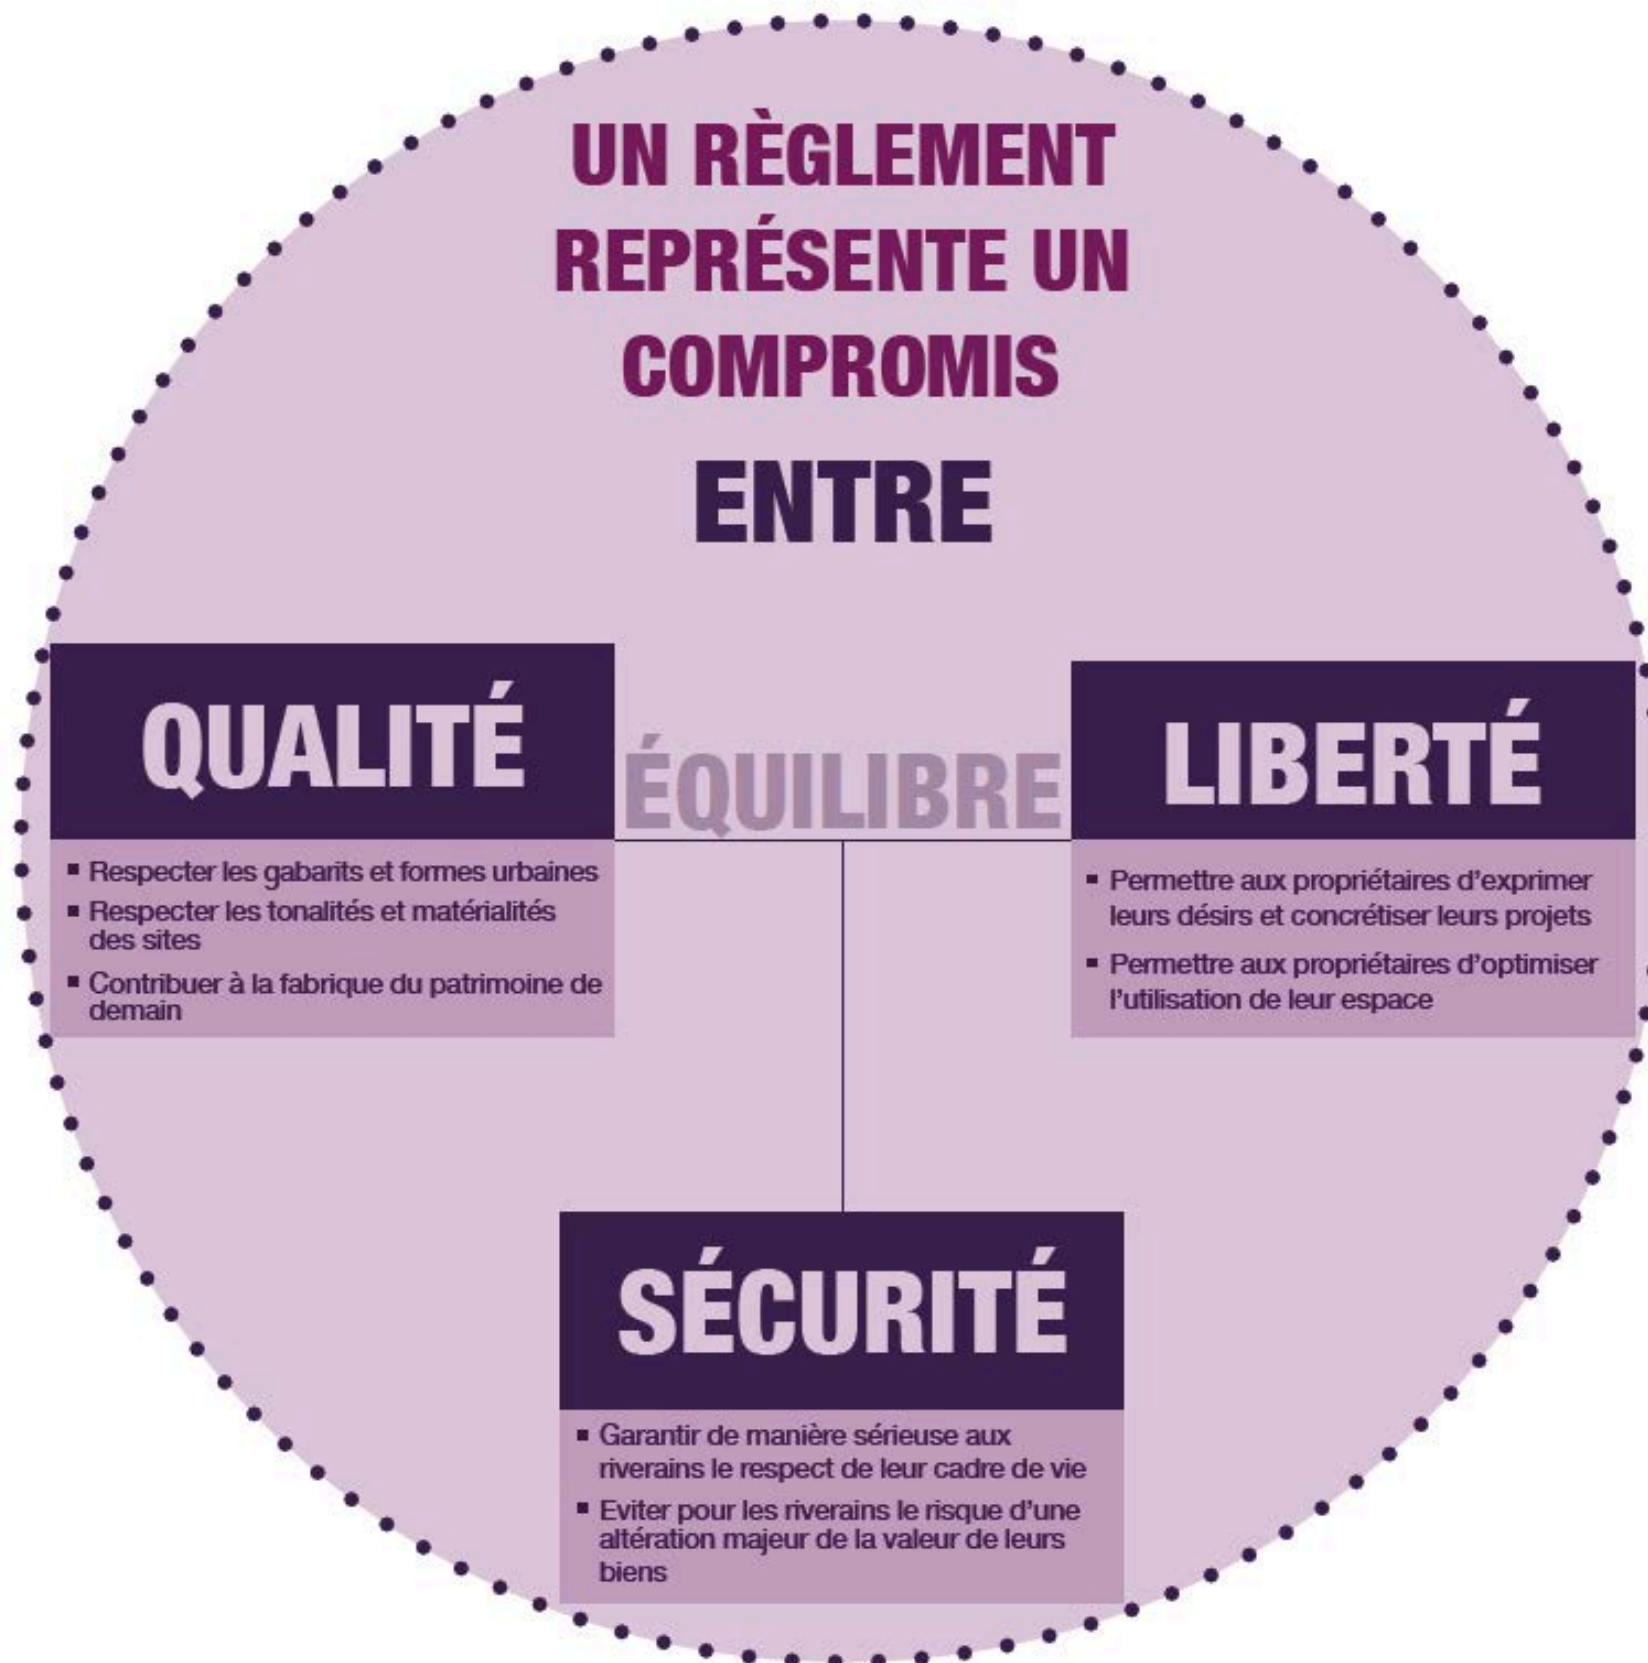 UN RÈGLEMENT
REPRÉSENTE UN
COMPROMIS
ENTRE
QUALITÉ
▪ Respecter les gabarits et formes urbaines
▪ Respecter les tonalités et matérialités
des sites
▪ Contribuer à la fabrique du patrimoine de
demain
ÉQUILIBRE
LIBERTÉ
▪ Permettre aux propriétaires d'exprimer
leurs désirs et concrétiser leurs projets
▪ Permettre aux propriétaires d'optimiser
l'utilisation de leur espace
SÉCURITÉ
▪ Garantir de manière sérieuse aux
riverains le respect de leur cadre de vie
▪ Eviter pour les riverains le risque d'une
altération majeur de la valeur de leurs
biens